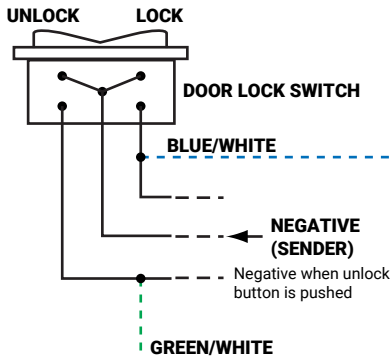 UNLOCK LOCK
DOOR LOCK SWITCH
BLUE/WHITE
NEGATIVE
(SENDER)
Negative when unlock
button is pushed
GREEN/WHITE